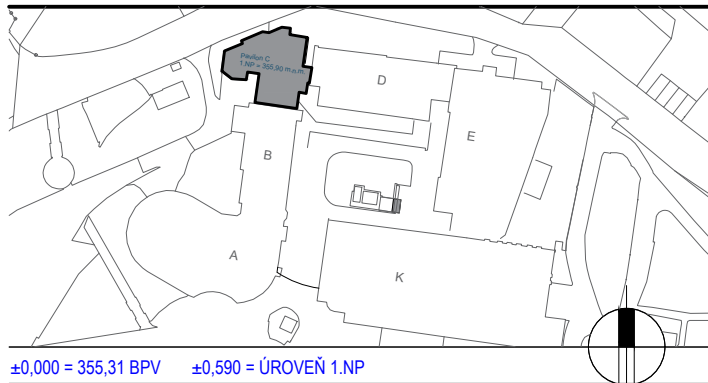 Pavilon C
1.NP = 355,90 m.n.m.
D
E
B
A
K
±0,000 = 355,31 BPV ±0,590 = ÚROVEŇ 1.NP